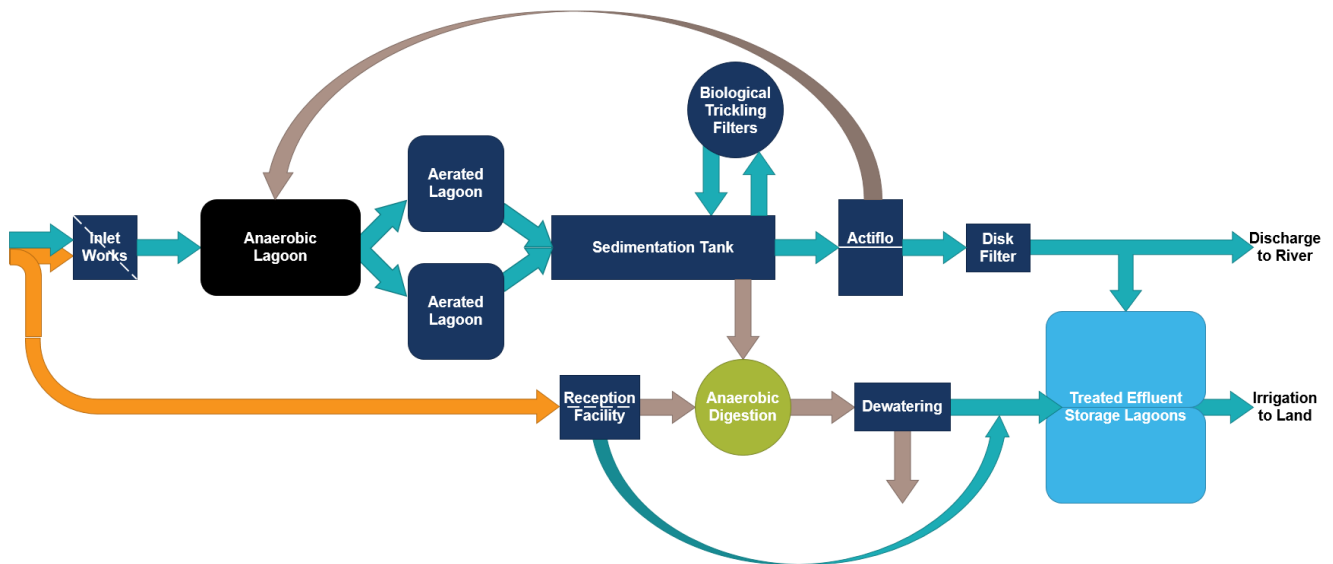 Biological
Trickling
Filters
Aerated
Lagoon
Inlet
Works
Anaerobic
Lagoon
Sedimentation Tank
Actiflo
Disk
Filter
Discharge
to River
Aerated
Lagoon
Reception
Facility
Anaerobic
Digestion
Dewatering
Treated Effluent
Storage Lagoons
Irrigation
to Land